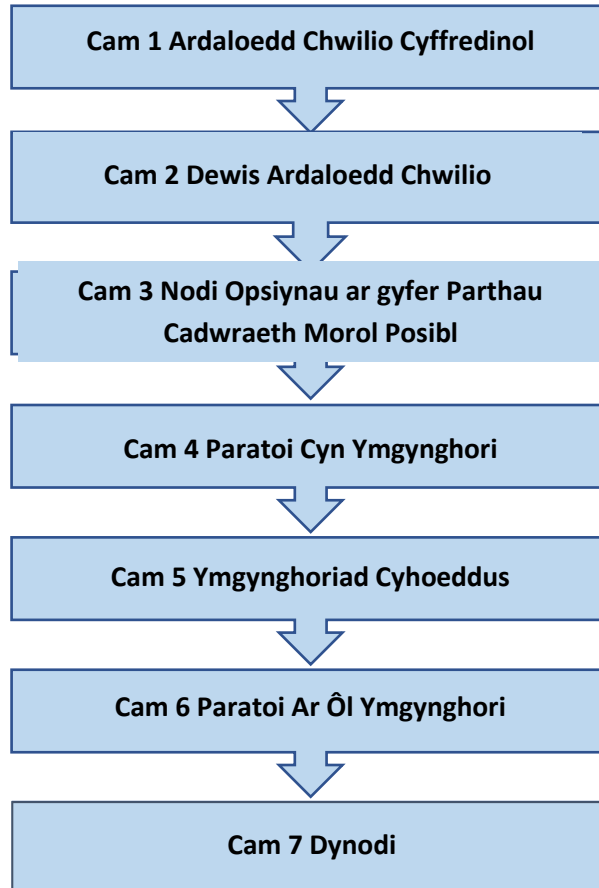 Cam 1 Ardaloedd Chwilio Cyffredinol
Cam 2 Dewis Ardaloedd Chwilio
Cam 3 Nodi Opsiynau ar gyfer Parthau
Cadwraeth Morol Posibl
Cam 4 Paratoi Cyn Ymgynghori
Cam 5 Ymgynghoriad Cyhoeddus
Cam 6 Paratoi Ar Ôl Ymgynghori
Cam 7 Dynodi